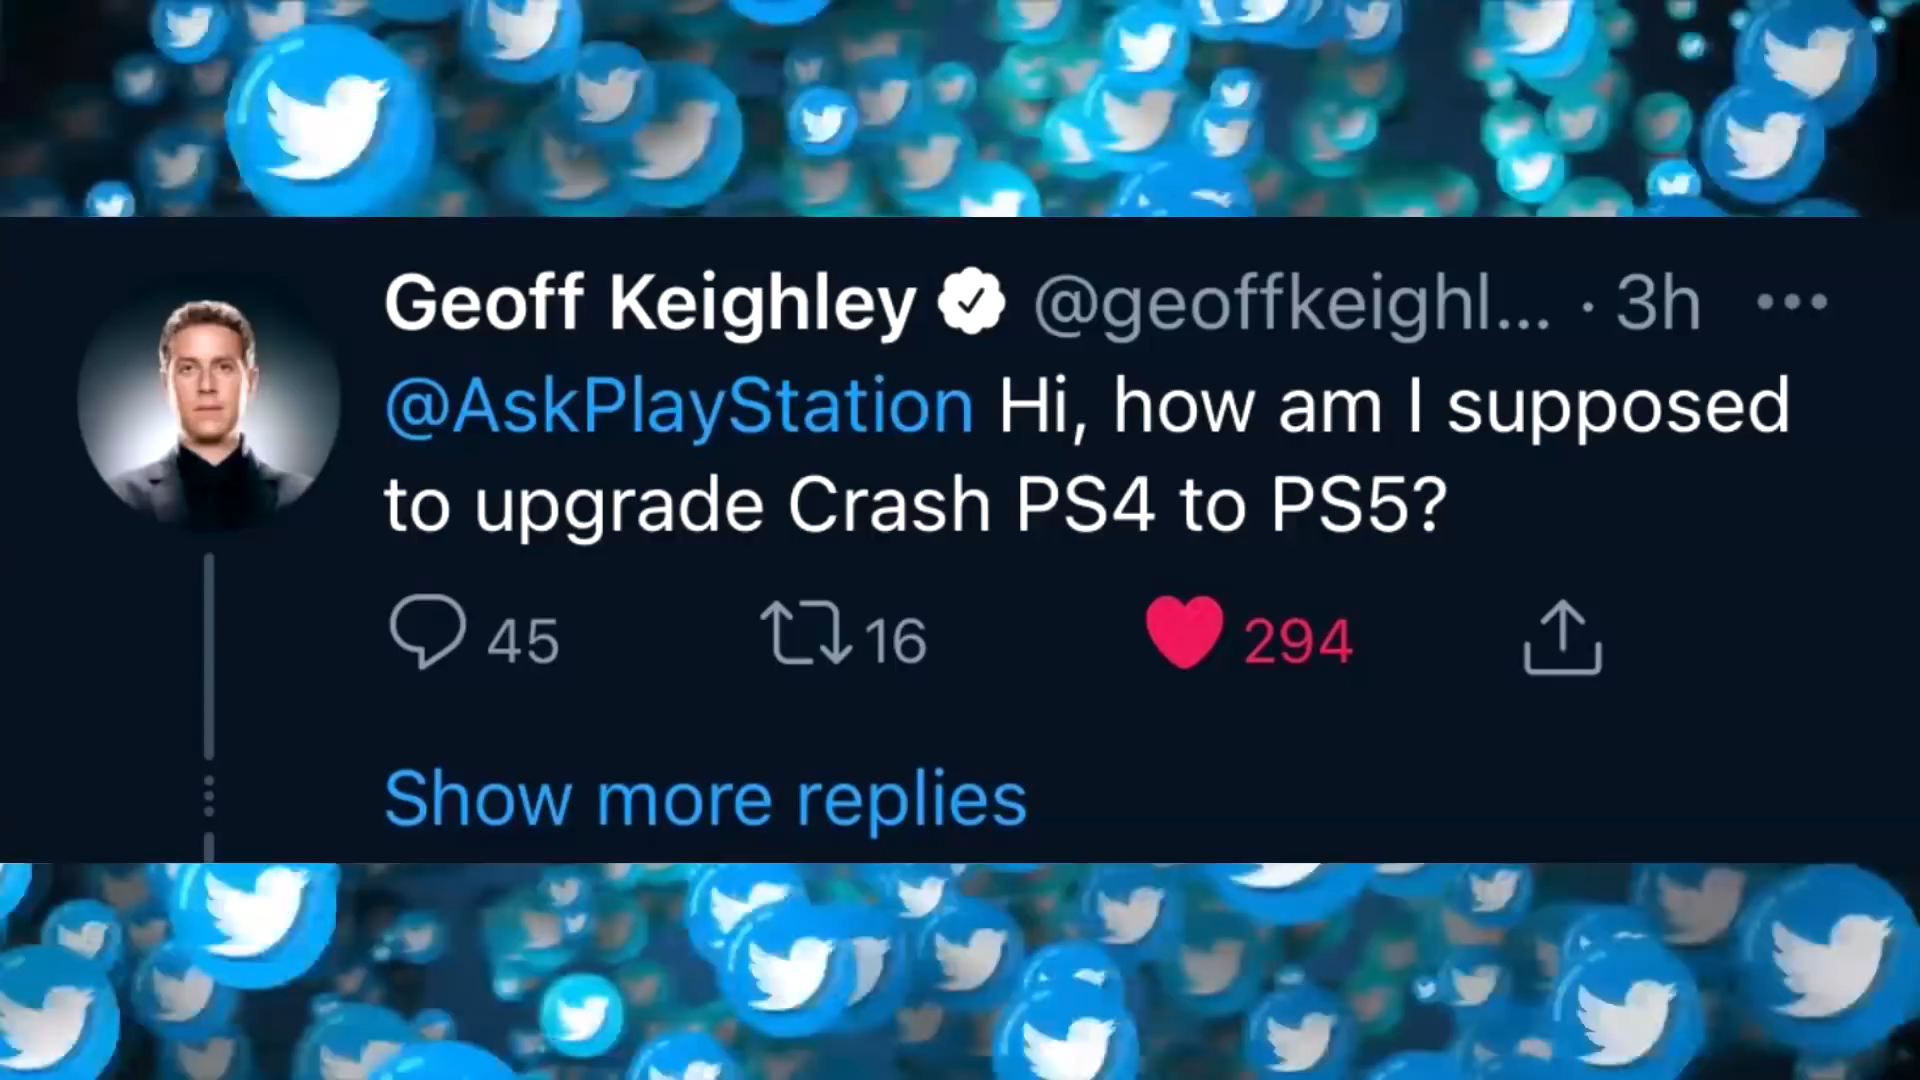 Geoff Keighley @geoffkeighl... · 3h
@AskPlayStation Hi, how am I supposed
to upgrade Crash PS4 to PS5?
45 16 294
Show more replies